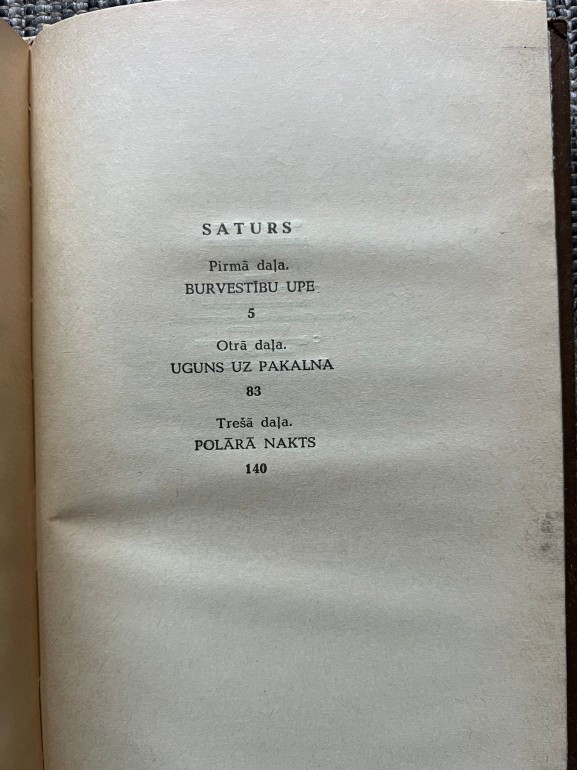 SATURS
Pirmā daļa.
BURVESTĪBU UPE
5
Otrā daļa.
UGUNS UZ PAKALNA
83
Trešā daļa.
POLĀRĀ NAKTS
140